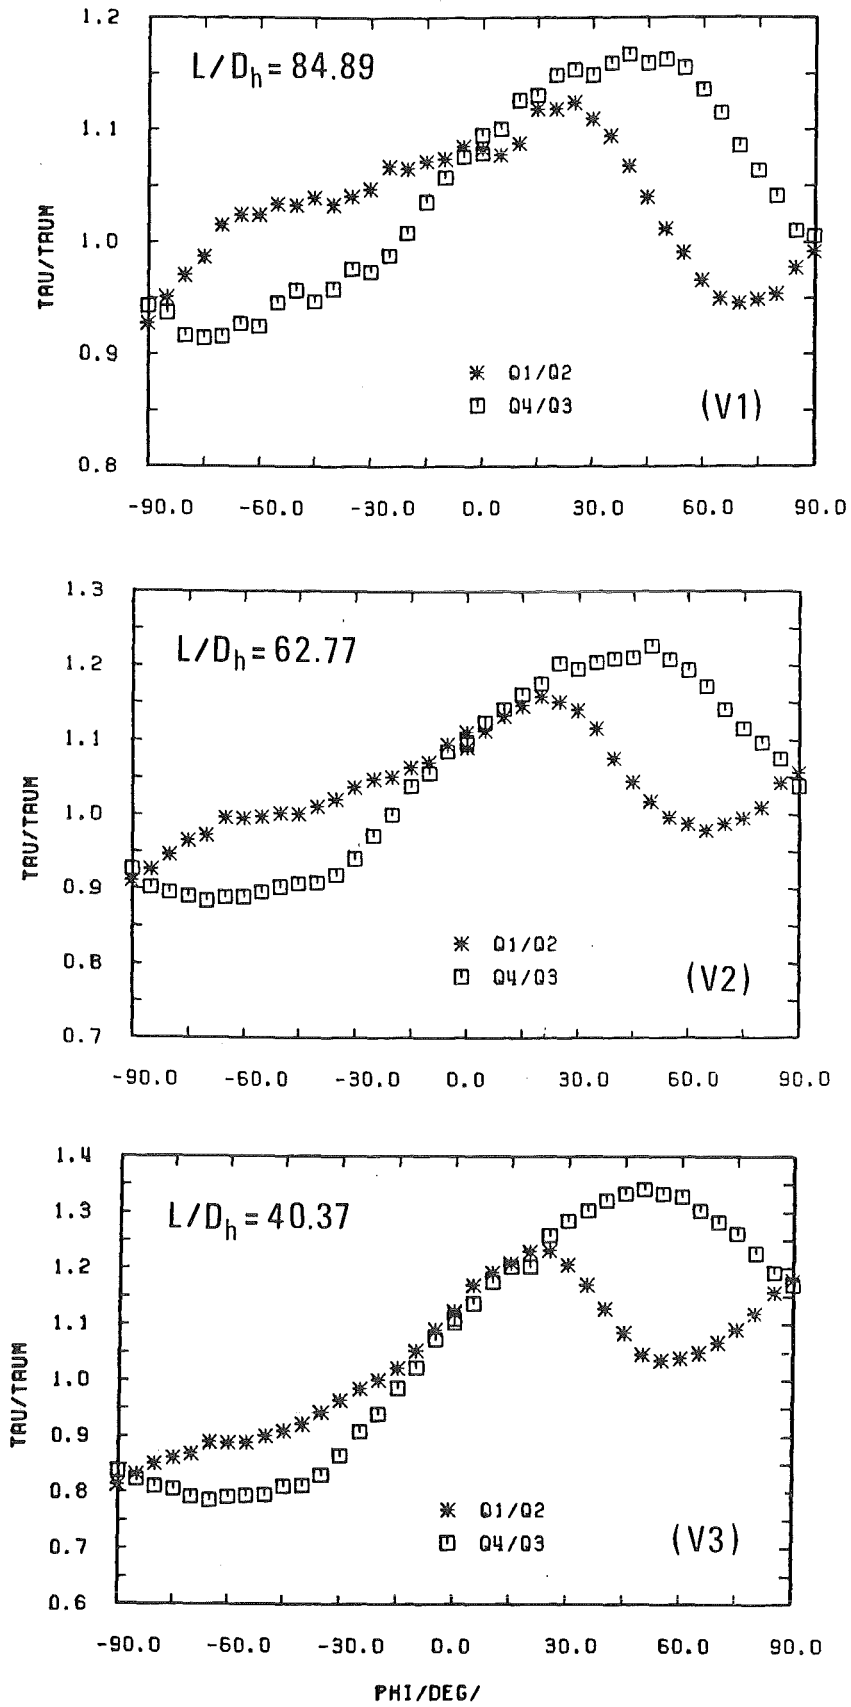 1.2
L/Dh = 84.89
1.1
1.0
TAU/TAUM
0.9
✳ Q1/Q2
□ Q4/Q3
(V1)
0.8
-90.0 -60.0 -30.0 0.0 30.0 60.0 90.0
1.3
L/Dh = 62.77
1.2
1.1
1.0
TAU/TAUM
0.9
✳ Q1/Q2
0.8
□ Q4/Q3
(V2)
0.7
-90.0 -60.0 -30.0 0.0 30.0 60.0 90.0
1.4
L/Dh = 40.37
1.3
1.2
1.1
1.0
TAU/TAUM
0.9
0.8
✳ Q1/Q2
□ Q4/Q3
(V3)
0.7
0.6
-90.0 -60.0 -30.0 0.0 30.0 60.0 90.0
PHI/DEG/